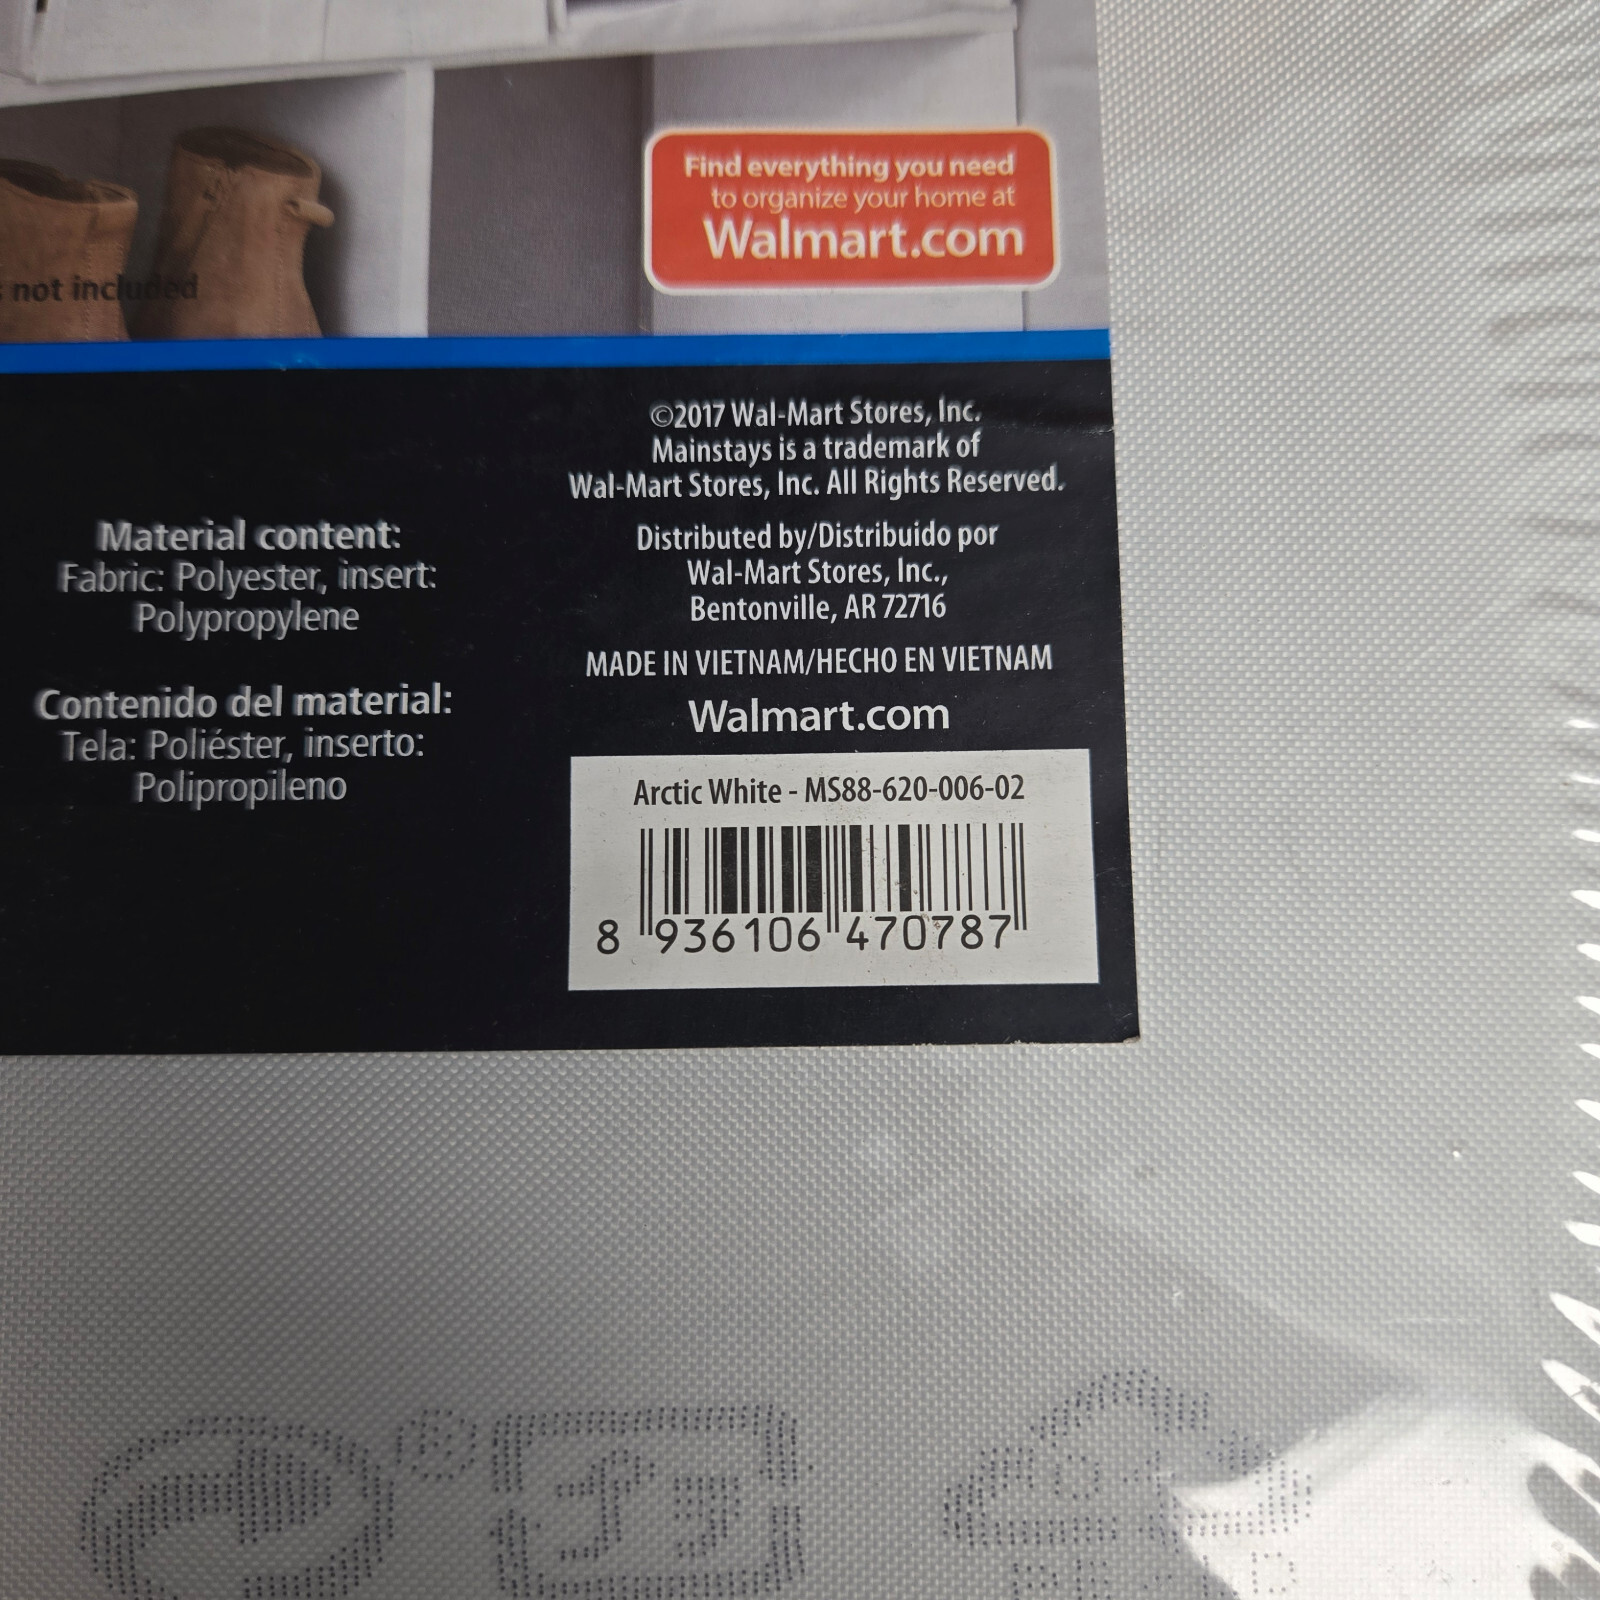 Find everything you need
to organize your home at
Walmart.com
not included
©2017 Wal-Mart Stores, Inc.
Mainstays is a trademark of
Wal-Mart Stores, Inc. All Rights Reserved.
Distributed by/Distribuido por
Wal-Mart Stores, Inc.,
Bentonville, AR 72716
MADE IN VIETNAM/HECHO EN VIETNAM
Walmart.com
Material content:
Fabric: Polyester, insert:
Polypropylene
Contenido del material:
Tela: Poliéster, inserto:
Polipropileno
Arctic White - MS88-620-006-02
8 936106 470787